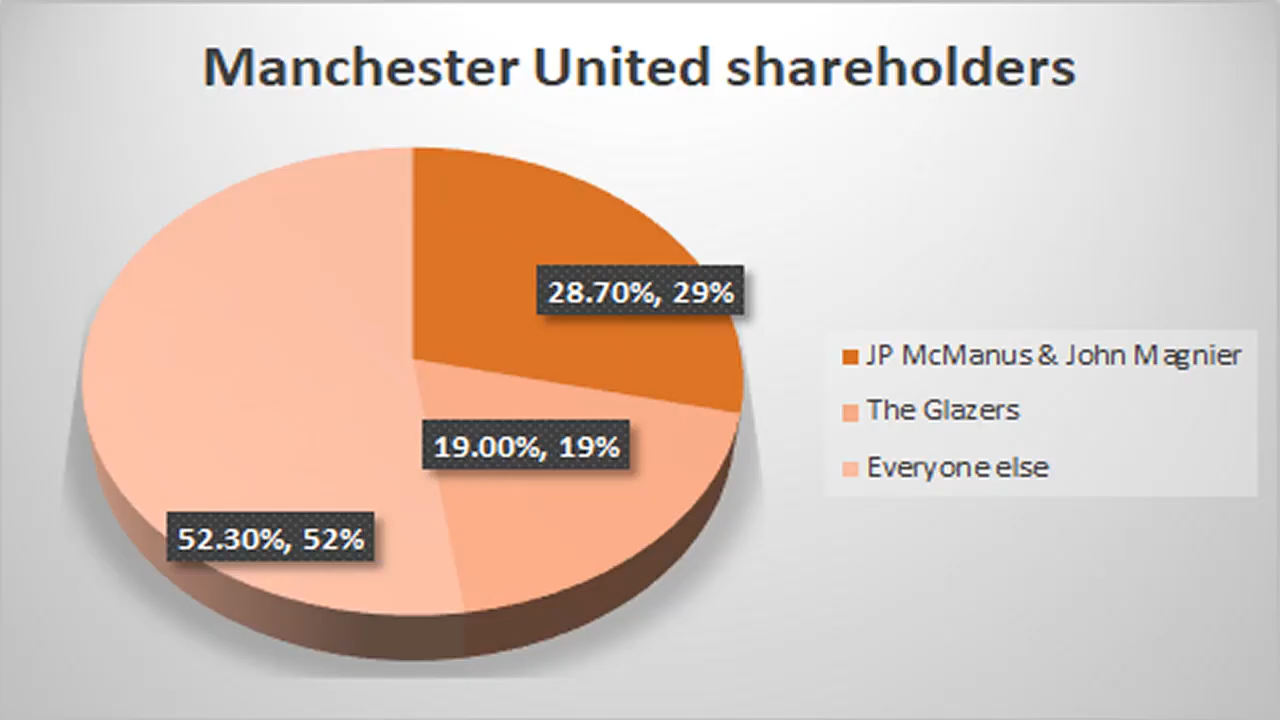 Manchester United shareholders
28.70%, 29%
19.00%, 19%
52.30%, 52%
JP McManus & John Magnier
The Glazers
Everyone else